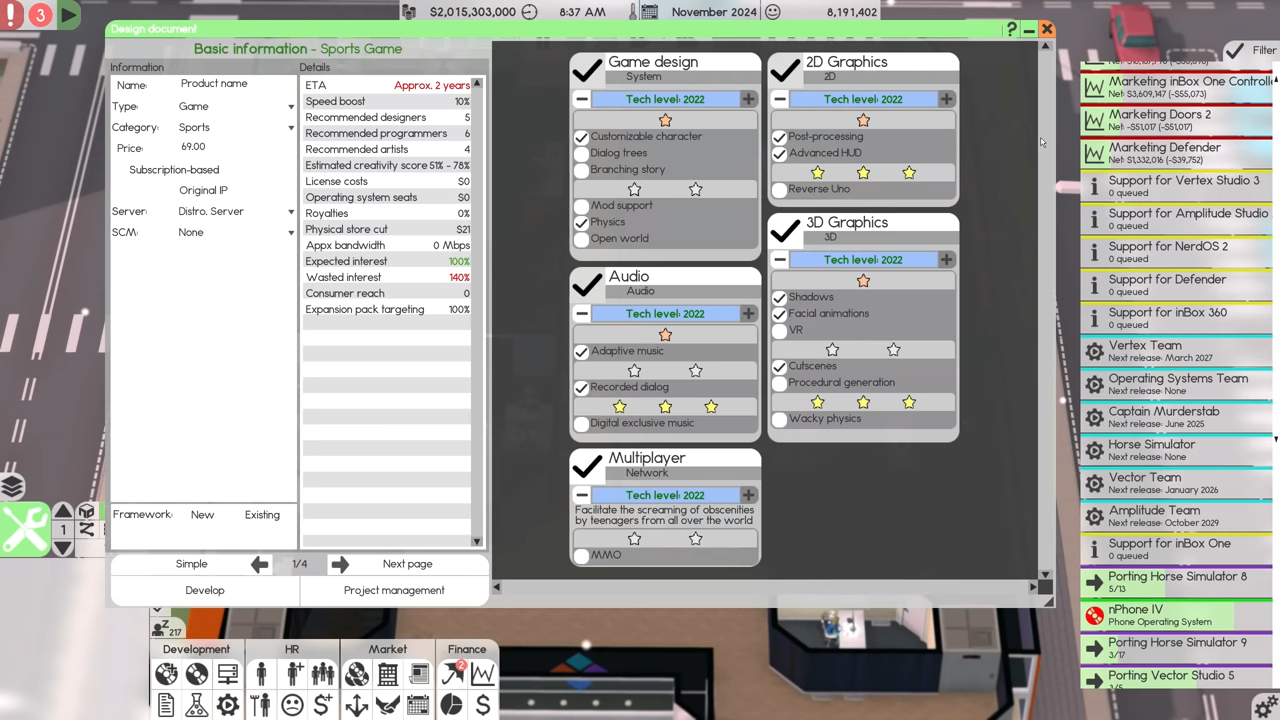 3
$2,015,303,000
8:37 AM
November 2024
8,191,402
Design document
?
Basic information - Sports Game
Information
Name:
Product name
Type:
Game
Category:
Sports
Price:
69.00
Subscription-based
Original IP
Server:
Distro. Server
SCM:
None
Framework:
New
Existing
Details
ETA
Approx. 2 years
Speed boost
10%
Recommended designers
5
Recommended programmers
6
Recommended artists
4
Estimated creativity score
51% - 78%
License costs
$0
Operating system seats
$0
Royalties
0%
Physical store cut
$21
Appx bandwidth
0 Mbps
Expected interest
100%
Wasted interest
140%
Consumer reach
0
Expansion pack targeting
100%
Simple
1/4
Next page
Develop
Project management
Game design
System
Tech level: 2022
Customizable character
Dialog trees
Branching story
Mod support
Physics
Open world
Audio
Audio
Tech level: 2022
Adaptive music
Recorded dialog
Digital exclusive music
Multiplayer
Network
Tech level: 2022
Facilitate the screaming of obscenities
by teenagers from all over the world
MMO
2D Graphics
2D
Tech level: 2022
Post-processing
Advanced HUD
Reverse Uno
3D Graphics
3D
Tech level: 2022
Shadows
Facial animations
VR
Cutscenes
Procedural generation
Wacky physics
Filter
Marketing inBox One Controlle
Net: $3,609,147 (-$55,073)
Marketing Doors 2
Net: -$51,017 (-$51,017)
Marketing Defender
Net: $1,332,016 (-$39,752)
Support for Vertex Studio 3
0 queued
Support for Amplitude Studio
0 queued
Support for NerdOS 2
0 queued
Support for Defender
0 queued
Support for inBox 360
0 queued
Vertex Team
Next release: March 2027
Operating Systems Team
Next release: None
Captain Murderstab
Next release: June 2025
Horse Simulator
Next release: None
Vector Team
Next release: January 2026
Amplitude Team
Next release: October 2029
Support for inBox One
0 queued
Porting Horse Simulator 8
5/13
nPhone IV
Phone Operating System
Porting Horse Simulator 9
3/17
Porting Vector Studio 5
1
Z 217
Development
HR
Market
Finance
2